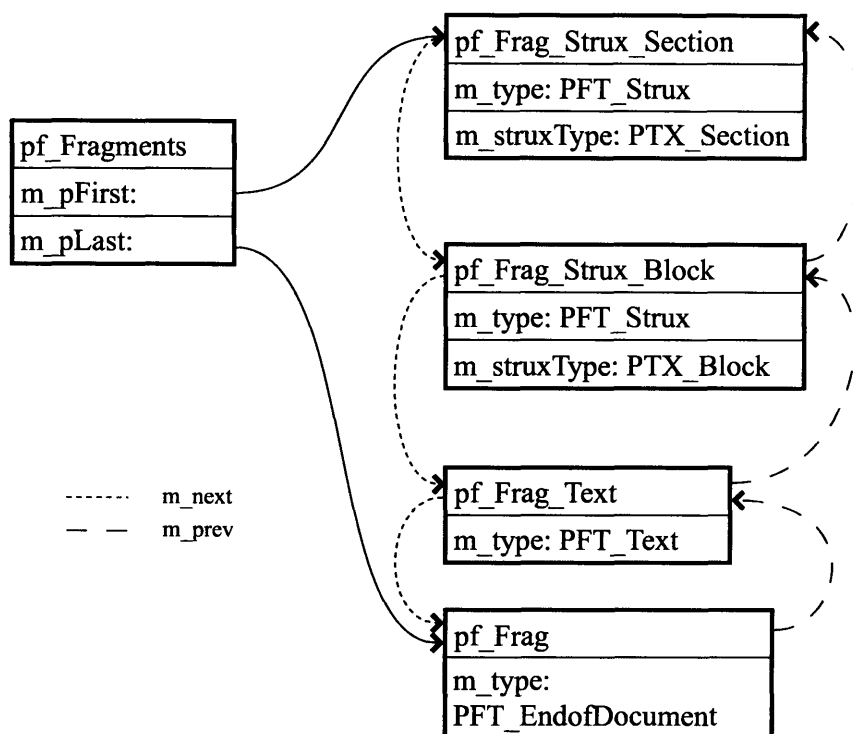 pf_Frag_Strux_Section
m_type: PFT_Strux
m_struxType: PTX_Section
pf_Fragments
m_pFirst:
m_pLast:
pf_Frag_Strux_Block
m_type: PFT_Strux
m_struxType: PTX_Block
pf_Frag_Text
m_type: PFT_Text
m_next
m_prev
pf_Frag
m_type:
PFT_EndofDocument